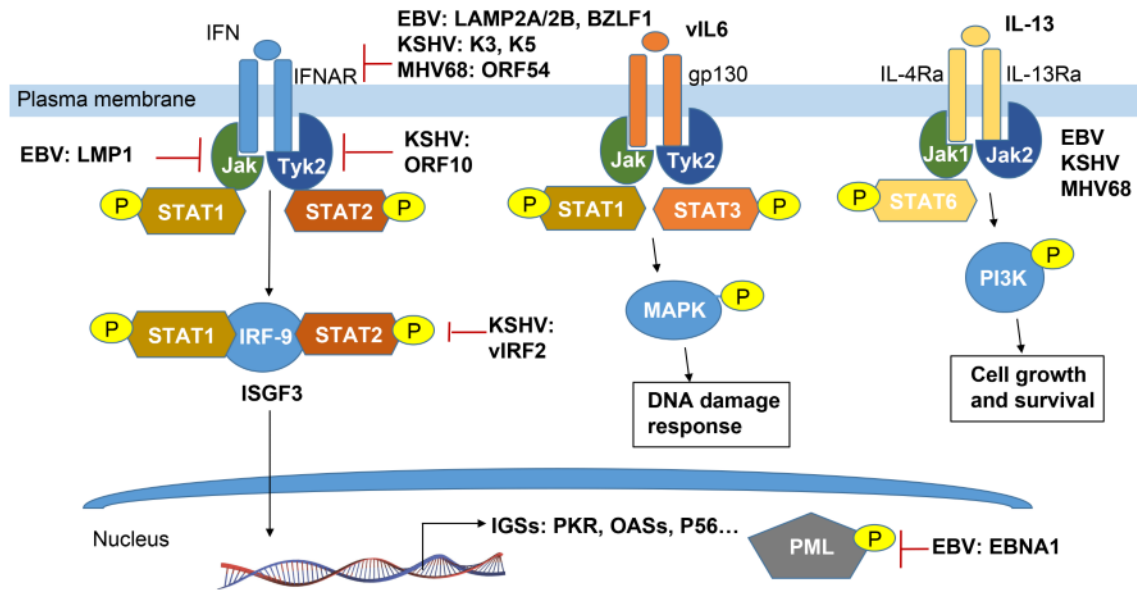 IFN
IFNAR
EBV: LAMP2A/2B, BZLF1
KSHV: K3, K5
MHV68: ORF54
vIL6
gp130
IL-13
IL-4Ra
IL-13Ra
Plasma membrane
EBV: LMP1
Jak
Tyk2
KSHV:
ORF10
P
STAT1
STAT2
P
Jak
Tyk2
P
STAT1
STAT3
P
Jak1
Jak2
P
STAT6
EBV
KSHV
MHV68
P
STAT1
IRF-9
STAT2
P
KSHV:
vIRF2
ISGF3
MAPK
P
PI3K
P
DNA damage
response
Cell growth
and survival
Nucleus
IGSs: PKR, OASs, P56...
PML
P
EBV: EBNA1